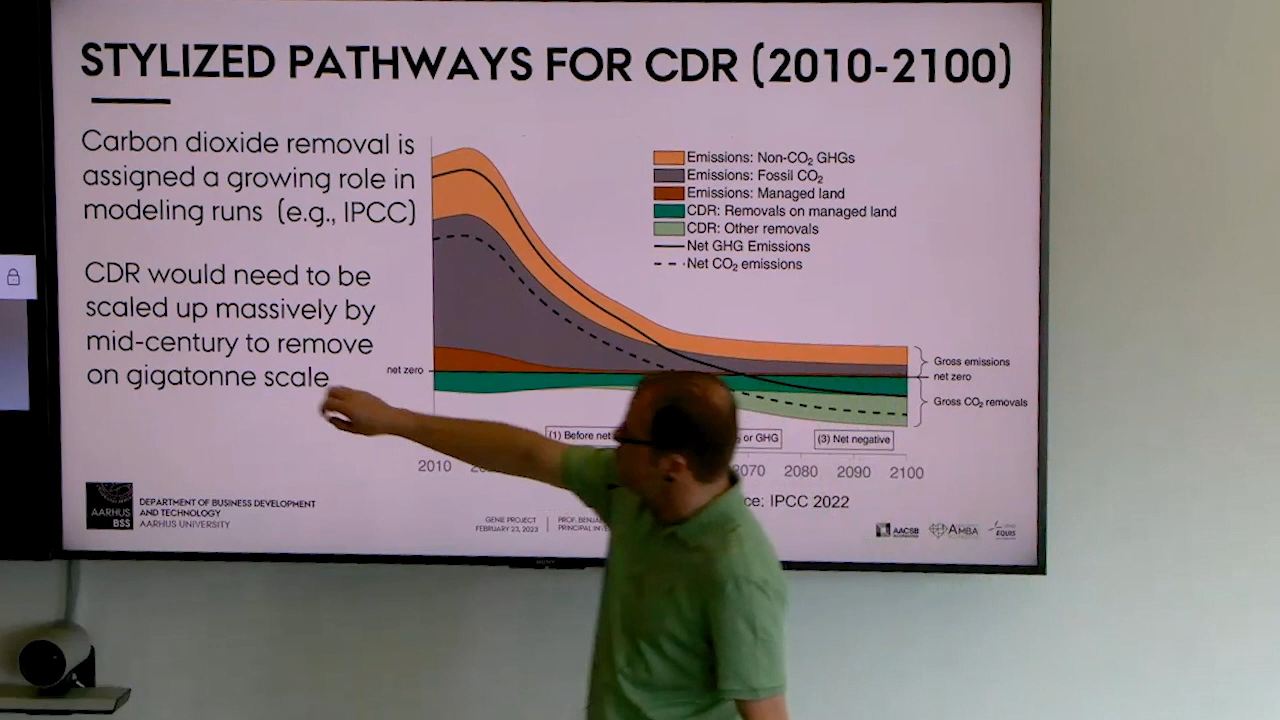 STYLIZED PATHWAYS FOR CDR (2010-2100)
Carbon dioxide removal is
assigned a growing role in
modeling runs (e.g., IPCC)
CDR would need to be
scaled up massively by
mid-century to remove
on gigatonne scale
Emissions: Non-CO₂ GHGs
Emissions: Fossil CO₂
Emissions: Managed land
CDR: Removals on managed land
CDR: Other removals
Net GHG Emissions
Net CO₂ emissions
net zero
Gross emissions
net zero
Gross CO₂ removals
(1) Before net
or GHG
(3) Net negative
2010
2080 2090 2100
IPCC 2022
AARHUS
BSS
DEPARTMENT OF BUSINESS DEVELOPMENT
AND TECHNOLOGY
AARHUS UNIVERSITY
GENIE PROJECT
FEBRUARY 23, 2023
PROF.
PRINCIPAL
AACSB
AMBA
EQUIS
SONY